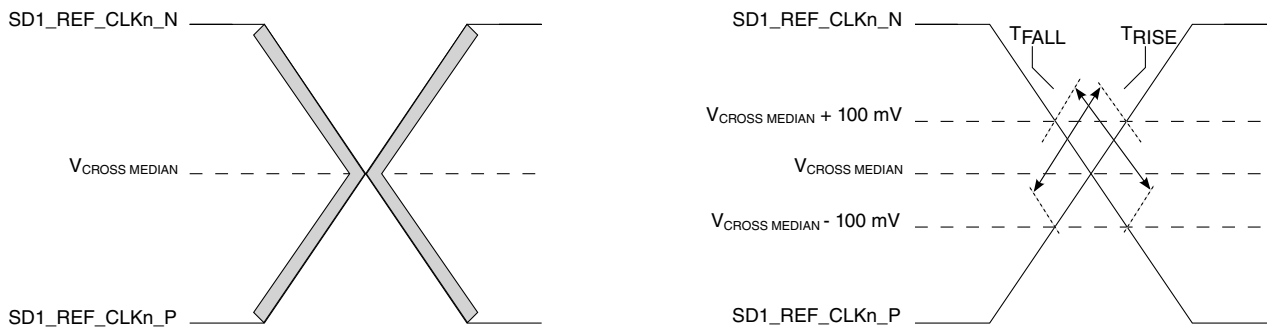 SD1_REF_CLKn_N
VCROSS MEDIAN
SD1_REF_CLKn_P
SD1_REF_CLKn_N
TFALL TRISE
VCROSS MEDIAN + 100 mV
VCROSS MEDIAN
VCROSS MEDIAN - 100 mV
SD1_REF_CLKn_P